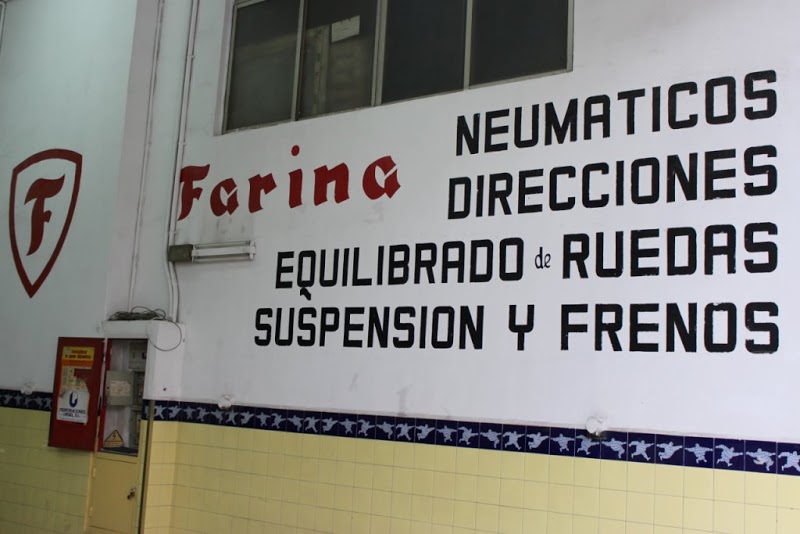 F
Farina
NEUMATICOS
DIRECCIONES
EQUILIBRADO de RUEDAS
SUSPENSION Y FRENOS